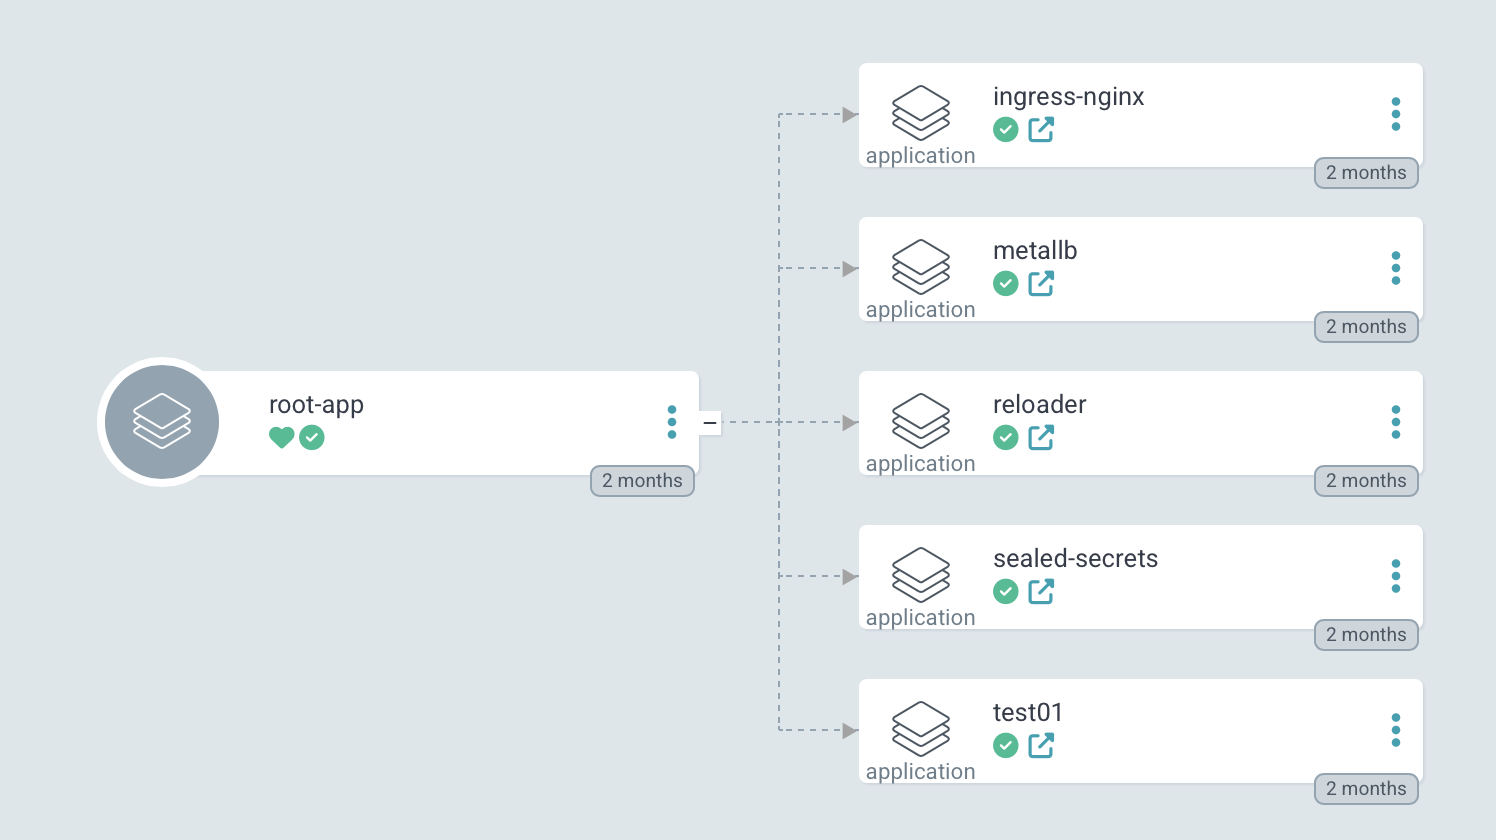 root-app
2 months
ingress-nginx
application
2 months
metallb
application
2 months
reloader
application
2 months
sealed-secrets
application
2 months
test01
application
2 months